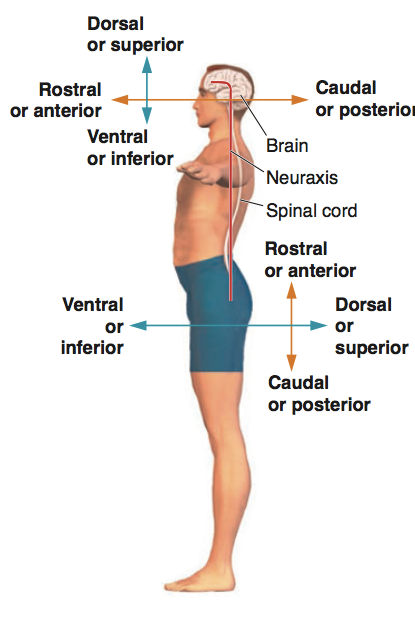 Dorsal
or superior
Rostral
or anterior
Caudal
or posterior
Ventral
or inferior
Brain
Neuraxis
Spinal cord
Rostral
or anterior
Ventral
or
inferior
Dorsal
or
superior
Caudal
or posterior